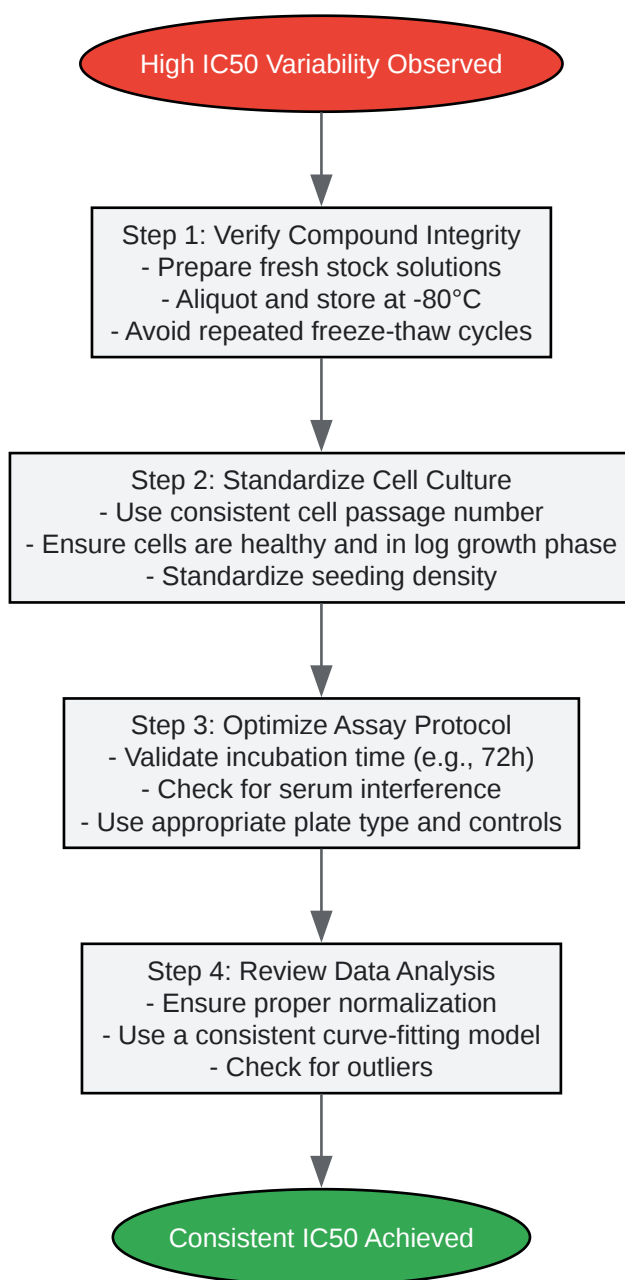 High IC50 Variability Observed
Step 1: Verify Compound Integrity
- Prepare fresh stock solutions
- Aliquot and store at -80°C
- Avoid repeated freeze-thaw cycles
Step 2: Standardize Cell Culture
- Use consistent cell passage number
- Ensure cells are healthy and in log growth phase
- Standardize seeding density
Step 3: Optimize Assay Protocol
- Validate incubation time (e.g., 72h)
- Check for serum interference
- Use appropriate plate type and controls
Step 4: Review Data Analysis
- Ensure proper normalization
- Use a consistent curve-fitting model
- Check for outliers
Consistent IC50 Achieved